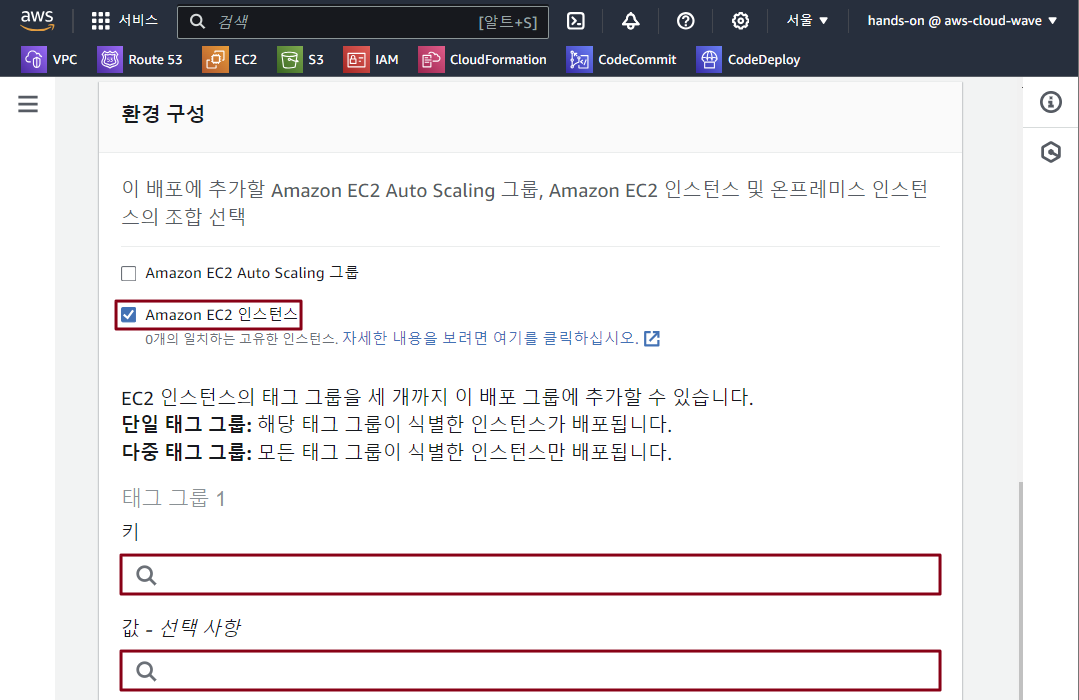 aws 서비스 검색 [알트+S] 서울 ▼ hands-on @ aws-cloud-wave ▼
VPC Route 53 EC2 S3 IAM CloudFormation CodeCommit CodeDeploy
환경 구성
이 배포에 추가할 Amazon EC2 Auto Scaling 그룹, Amazon EC2 인스턴스 및 온프레미스 인스턴
스의 조합 선택
Amazon EC2 Auto Scaling 그룹
Amazon EC2 인스턴스
0개의 일치하는 고유한 인스턴스. 자세한 내용을 보려면 여기를 클릭하십시오.
EC2 인스턴스의 태그 그룹을 세 개까지 이 배포 그룹에 추가할 수 있습니다.
단일 태그 그룹: 해당 태그 그룹이 식별한 인스턴스가 배포됩니다.
다중 태그 그룹: 모든 태그 그룹이 식별한 인스턴스만 배포됩니다.
태그 그룹 1
키
값 - 선택 사항